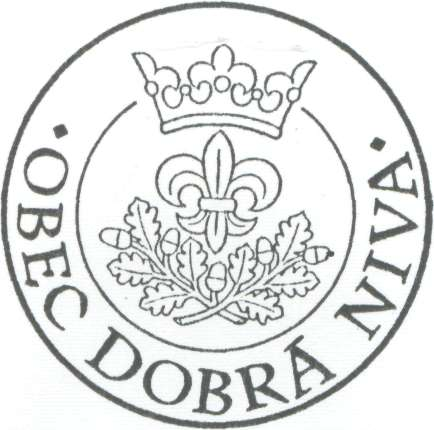 · OBEC DOBRÁ NIVA ·